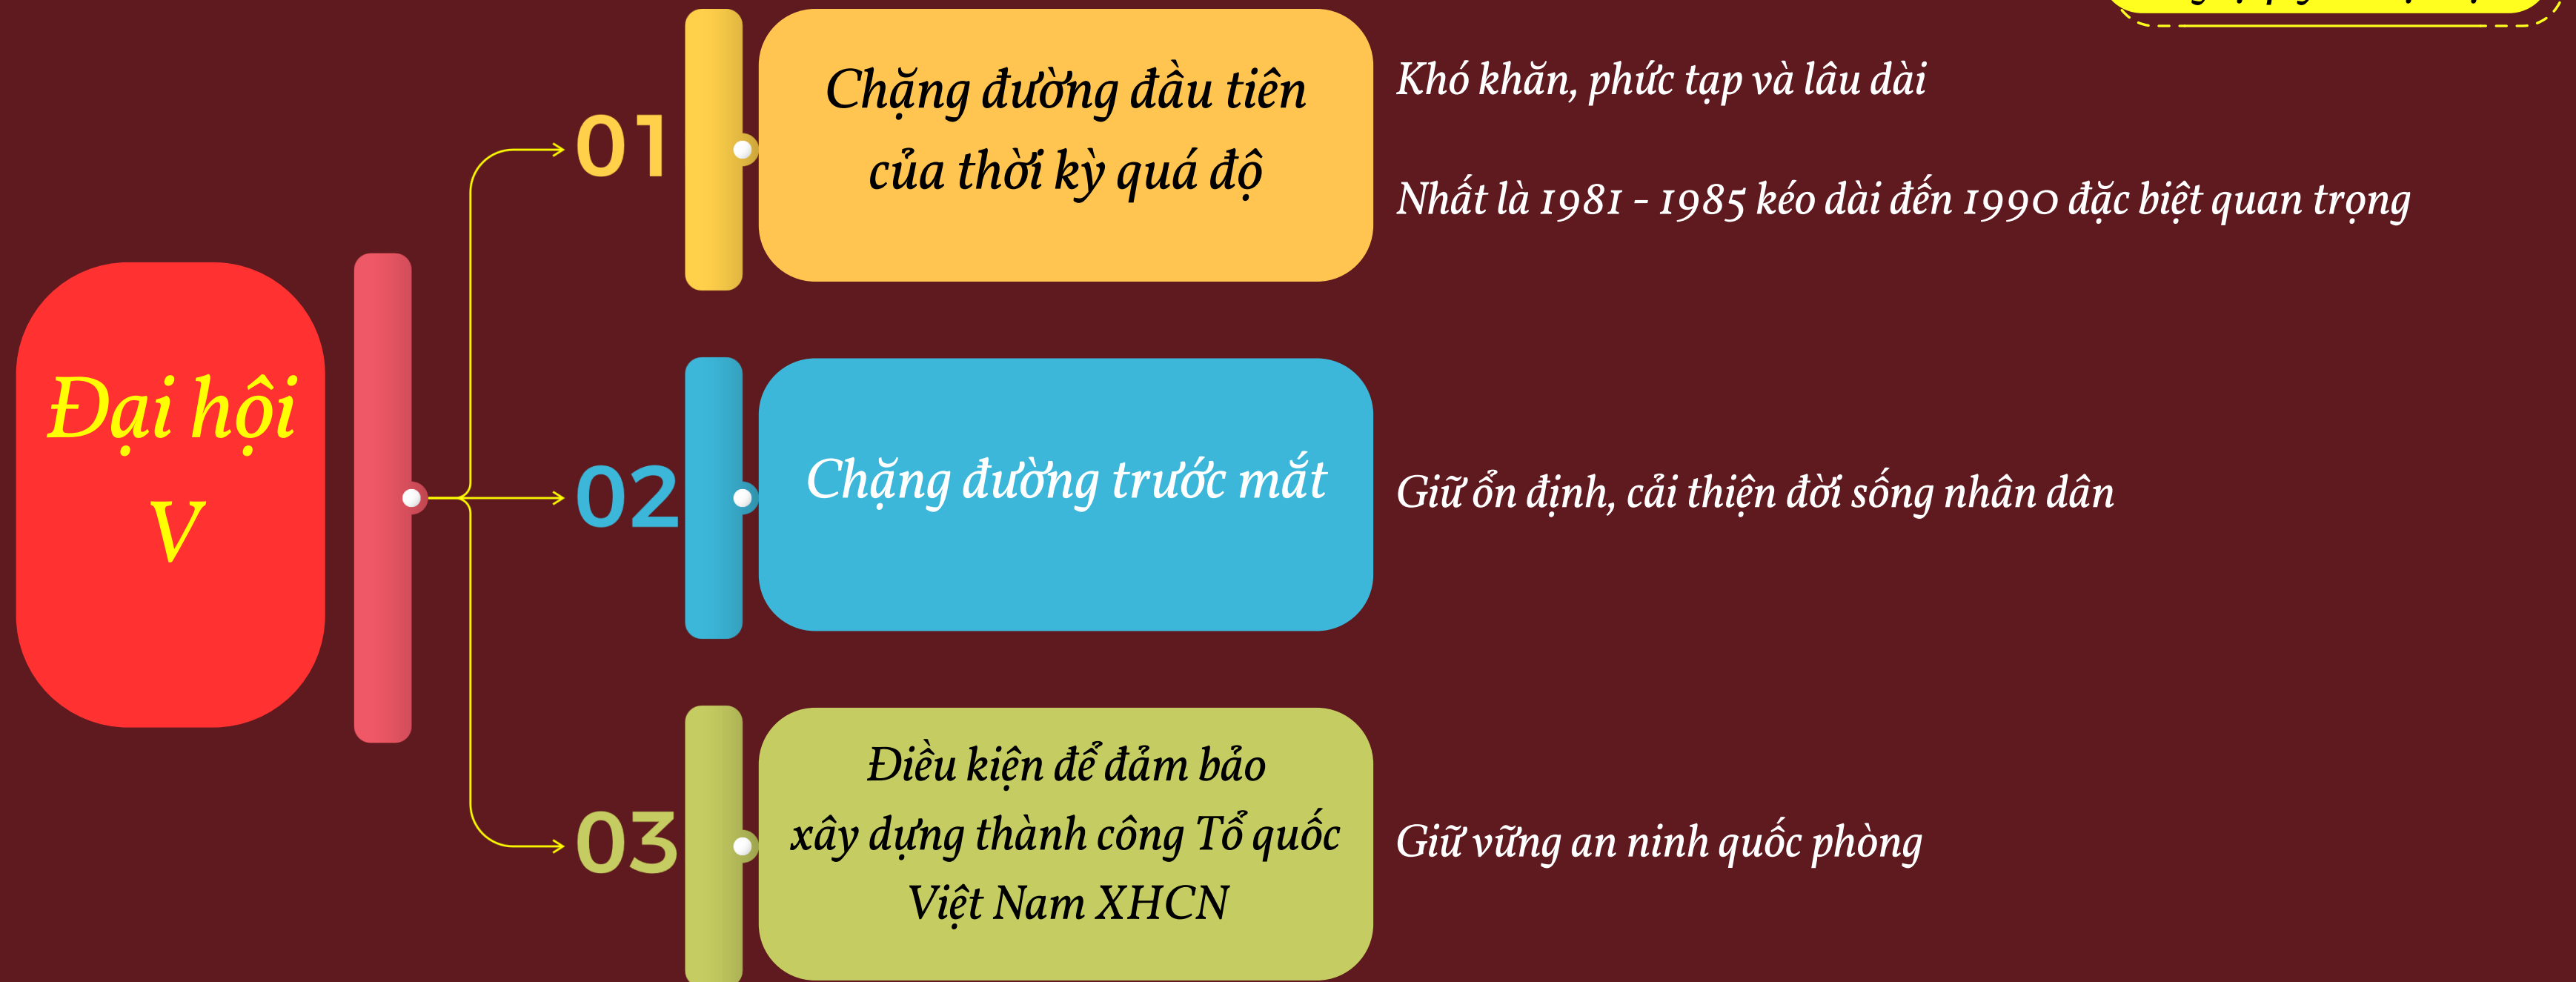 Đại hội
V
01
Chặng đường đầu tiên
của thời kỳ quá độ
Khó khăn, phức tạp và lâu dài
Nhất là 1981 - 1985 kéo dài đến 1990 đặc biệt quan trọng
02
Chặng đường trước mắt
Giữ ổn định, cải thiện đời sống nhân dân
03
Điều kiện để đảm bảo
xây dựng thành công Tổ quốc
Việt Nam XHCN
Giữ vững an ninh quốc phòng